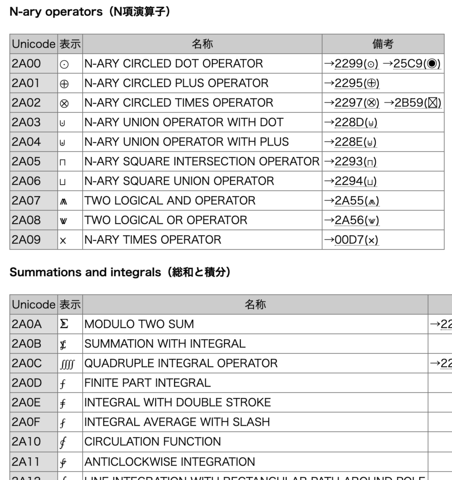 N-ary operators（N項演算子）
Unicode 表示 名称 備考
2A00 ⨀ N-ARY CIRCLED DOT OPERATOR →2299(⊙) →25C9(◉)
2A01 ⨁ N-ARY CIRCLED PLUS OPERATOR →2295(⊕)
2A02 ⨂ N-ARY CIRCLED TIMES OPERATOR →2297(⊗) →2B59(⭙)
2A03 ⨃ N-ARY UNION OPERATOR WITH DOT →228D(⊍)
2A04 ⨄ N-ARY UNION OPERATOR WITH PLUS →228E(⊎)
2A05 ⨅ N-ARY SQUARE INTERSECTION OPERATOR →2293(⊓)
2A06 ⨆ N-ARY SQUARE UNION OPERATOR →2294(⊔)
2A07 ⨇ TWO LOGICAL AND OPERATOR →2A55(⩕)
2A08 ⨈ TWO LOGICAL OR OPERATOR →2A56(⩖)
2A09 ⨉ N-ARY TIMES OPERATOR →00D7(×)
Summations and integrals（総和と積分）
Unicode 表示 名称
2A0A ⨊ MODULO TWO SUM →22
2A0B ⨋ SUMMATION WITH INTEGRAL
2A0C ⨌ QUADRUPLE INTEGRAL OPERATOR →22
2A0D ⨍ FINITE PART INTEGRAL
2A0E ⨎ INTEGRAL WITH DOUBLE STROKE
2A0F ⨏ INTEGRAL AVERAGE WITH SLASH
2A10 ⨐ CIRCULATION FUNCTION
2A11 ⨑ ANTICLOCKWISE INTEGRATION
2A12 LINE INTEGRATION WITH RECTANGULAR PATH AROUND POLE